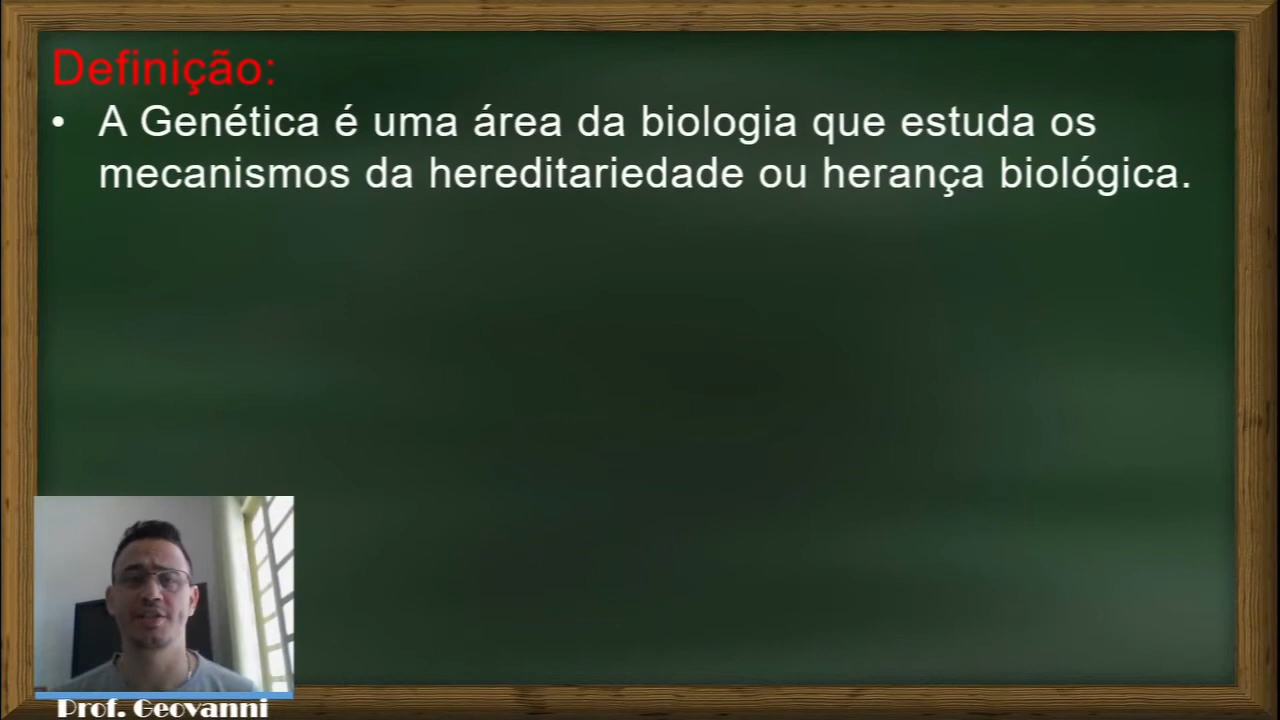 Definição:
• A Genética é uma área da biologia que estuda os
mecanismos da hereditariedade ou herança biológica.
Prof. Geovanni